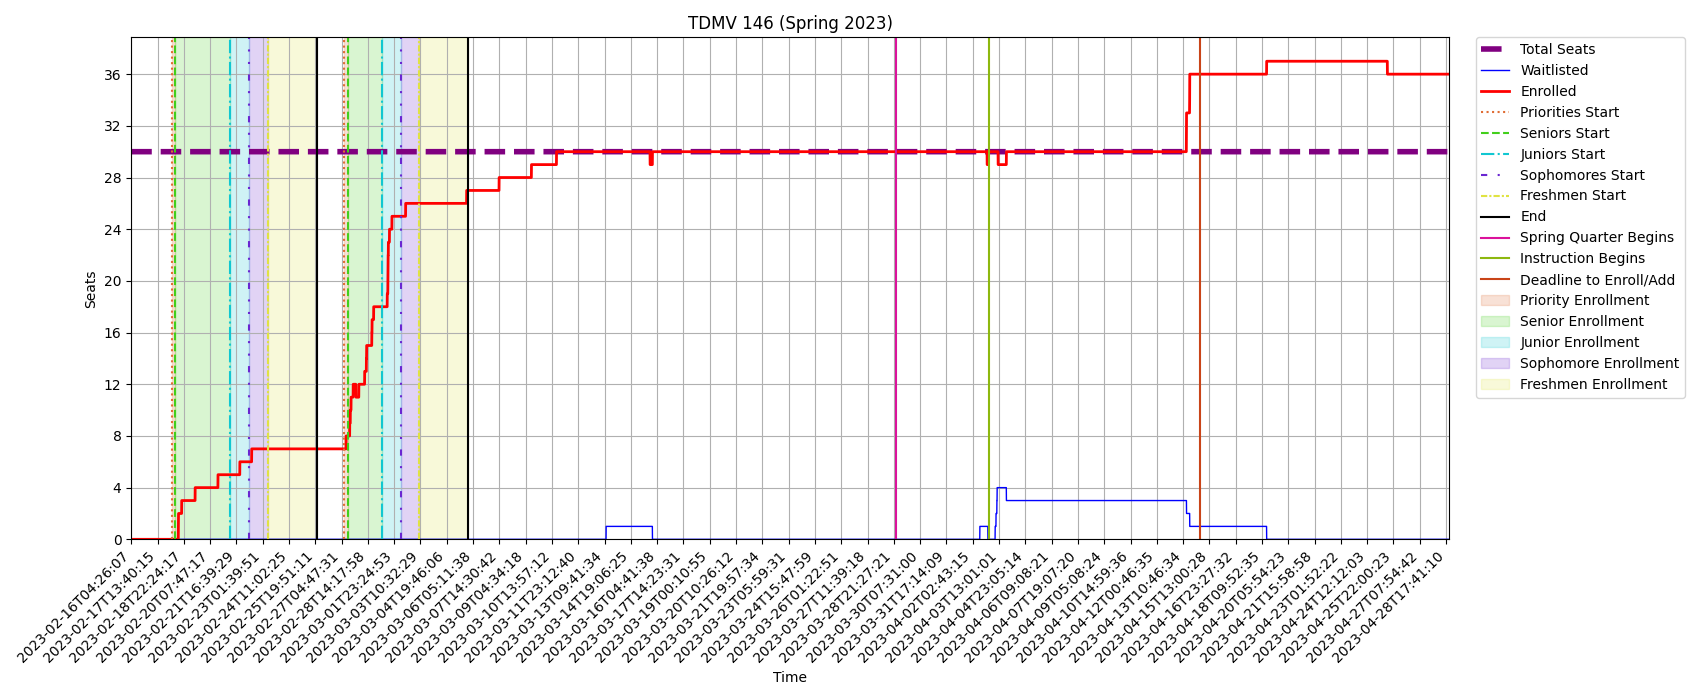 TDMV 146 (Spring 2023)
Seats
36
32
28
24
20
16
12
8
4
0
2023-02-16T04:26:07
2023-02-17T13:40:15
2023-02-18T22:24:17
2023-02-20T07:47:17
2023-02-21T16:39:29
2023-02-23T01:39:51
2023-02-24T11:02:25
2023-02-25T19:51:11
2023-02-27T04:47:31
2023-02-28T14:17:58
2023-03-01T23:24:53
2023-03-03T10:32:29
2023-03-04T19:46:06
2023-03-06T05:11:38
2023-03-07T14:30:42
2023-03-09T04:34:18
2023-03-10T13:57:12
2023-03-11T23:12:40
2023-03-13T09:41:34
2023-03-14T19:06:25
2023-03-16T04:41:38
2023-03-17T14:23:31
2023-03-19T00:10:55
2023-03-20T10:26:12
2023-03-21T19:57:34
2023-03-23T05:59:31
2023-03-24T15:47:59
2023-03-26T01:22:51
2023-03-27T11:39:18
2023-03-28T21:27:21
2023-03-30T07:31:00
2023-03-31T17:14:09
2023-04-02T02:43:15
2023-04-03T13:01:01
2023-04-04T23:05:14
2023-04-06T09:08:21
2023-04-07T19:07:20
2023-04-09T05:08:24
2023-04-10T14:59:36
2023-04-12T00:46:35
2023-04-13T10:46:34
2023-04-15T13:00:28
2023-04-16T23:27:32
2023-04-18T09:52:35
2023-04-20T05:54:23
2023-04-21T15:58:58
2023-04-23T01:52:22
2023-04-24T12:12:03
2023-04-25T22:00:23
2023-04-27T07:54:42
2023-04-28T17:41:10
Time
Total Seats
Waitlisted
Enrolled
Priorities Start
Seniors Start
Juniors Start
Sophomores Start
Freshmen Start
End
Spring Quarter Begins
Instruction Begins
Deadline to Enroll/Add
Priority Enrollment
Senior Enrollment
Junior Enrollment
Sophomore Enrollment
Freshmen Enrollment